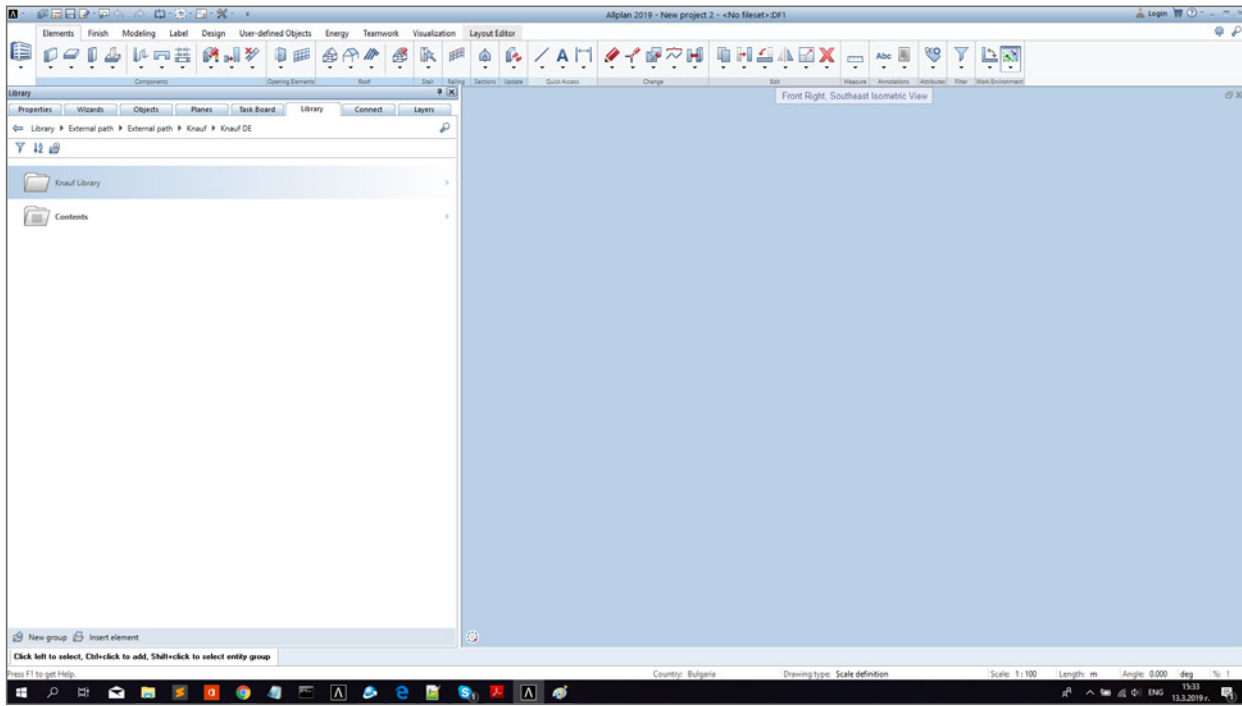 Allplan 2019 - New project 2 - <No fileset>:DF1
Login
Elements Finish Modeling Label Design User-defined Objects Energy Teamwork Visualization Layout Editor
Abc
Components Opening Elements Roof Stair Railing Sections Update Quick Access Change Edit Measure Annotations Attributes Filter Work Environment
Library
Front Right, Southeast Isometric View
Properties Wizards Objects Planes Task Board Library Connect Layers
Library External path External path Knauf Knauf DE
Knauf Library
Contents
New group Insert element
Click left to select, Ctrl+click to add, Shift+click to select entity group
Press F1 to get Help.
Country: Bulgaria Drawing type: Scale definition Scale: 1 : 100 Length: m Angle: 0.000 deg %: 1
ENG
15:33
13.3.2019 г.